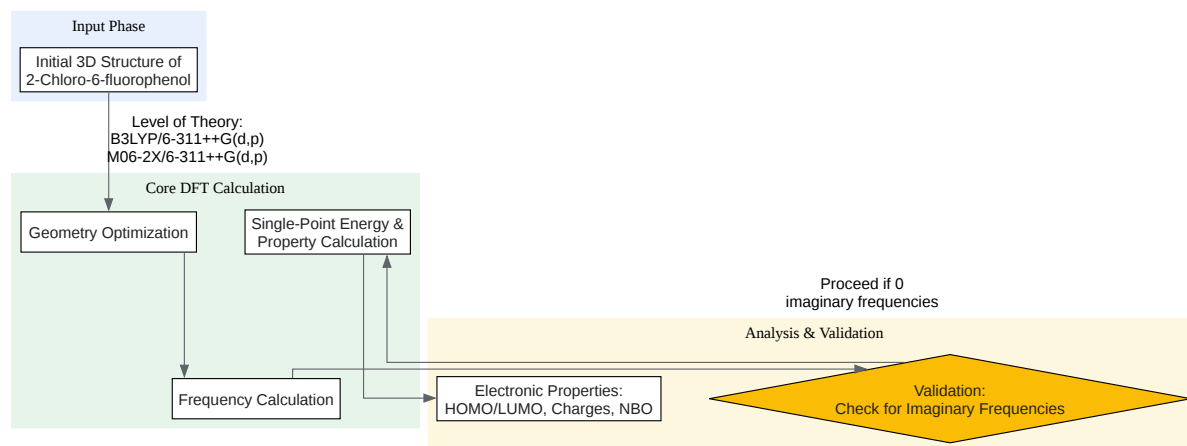 Input Phase
Initial 3D Structure of
2-Chloro-6-fluorophenol
Level of Theory:
B3LYP/6-311++G(d,p)
M06-2X/6-311++G(d,p)
Core DFT Calculation
Geometry Optimization
Single-Point Energy &
Property Calculation
Frequency Calculation
Proceed if 0
imaginary frequencies
Analysis & Validation
Electronic Properties:
HOMO/LUMO, Charges, NBO
Validation:
Check for Imaginary Frequencies